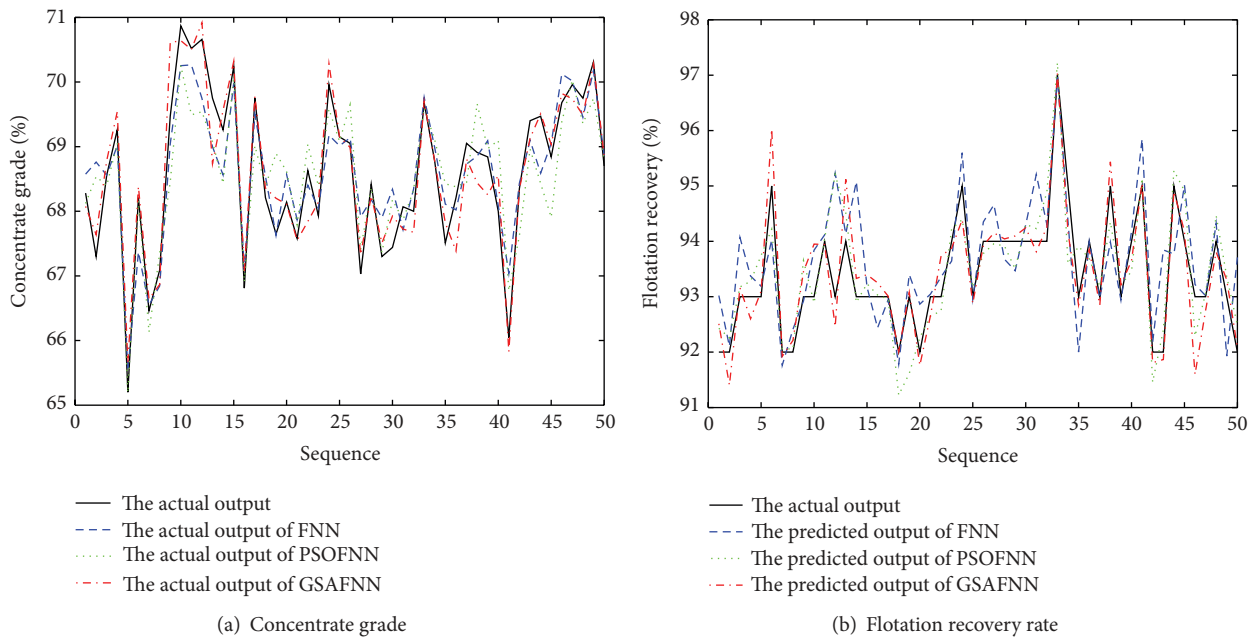 71
70
69
68
67
66
65
Concentrate grade (%)
0 5 10 15 20 25 30 35 40 45 50
Sequence
The actual output
The actual output of FNN
The actual output of PSOFNN
The actual output of GSAFNN
(a) Concentrate grade
98
97
96
95
94
93
92
91
Flotation recovery (%)
0 5 10 15 20 25 30 35 40 45 50
Sequence
The actual output
The predicted output of FNN
The predicted output of PSOFNN
The predicted output of GSAFNN
(b) Flotation recovery rate